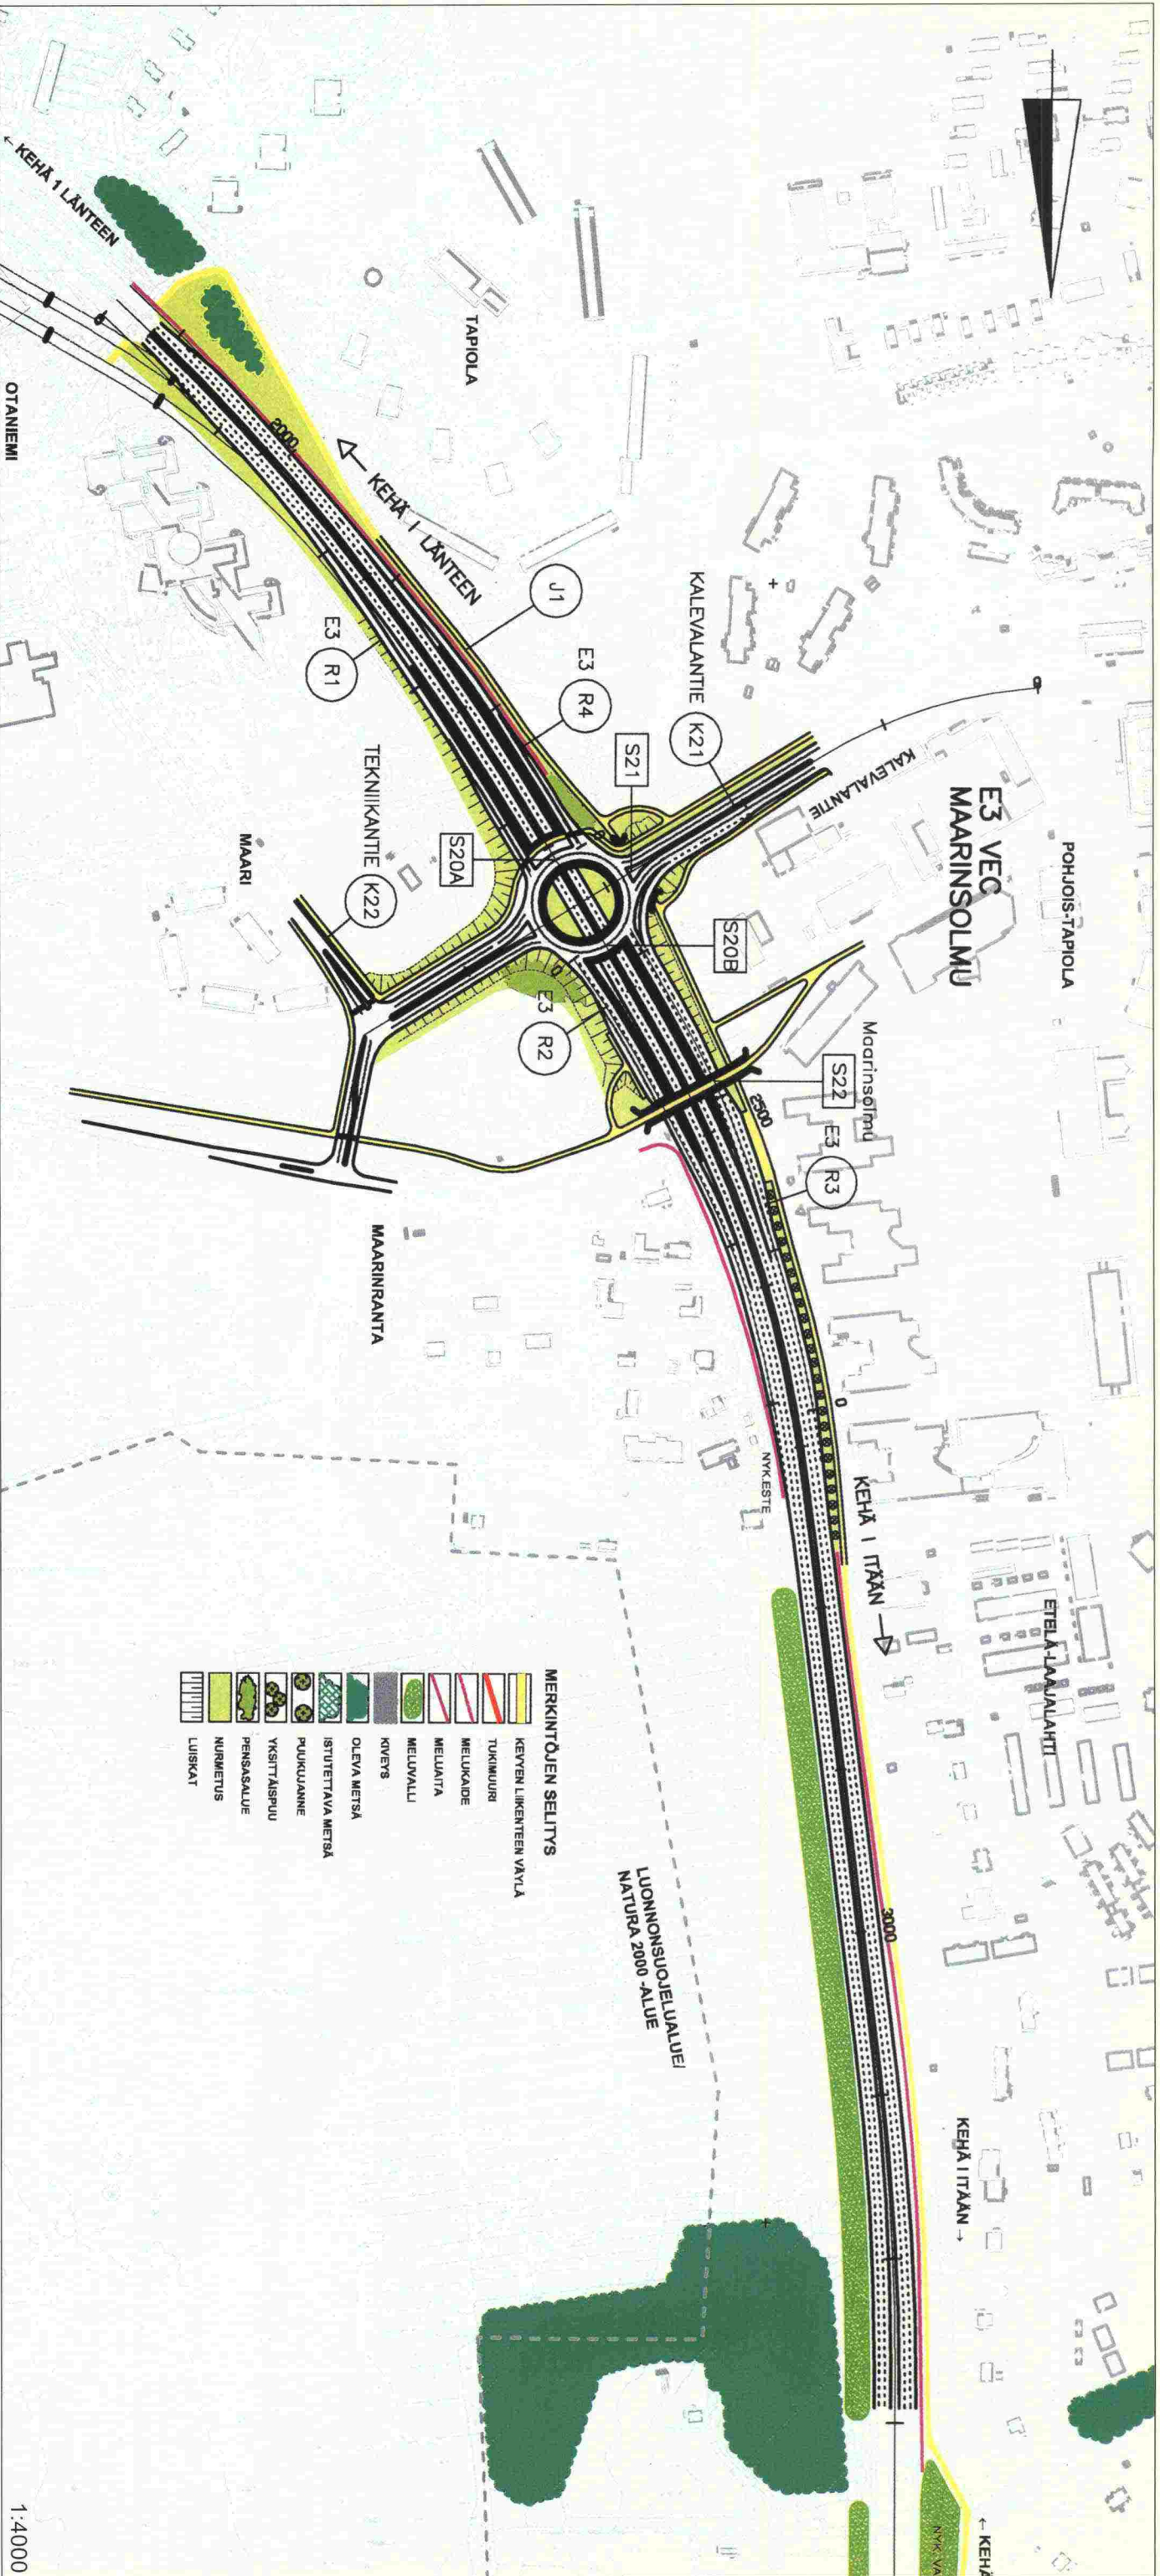 E3 VEC
MAARINSOLMU
POHJOIS-TAPIOLA
ETELÄ-LAAJALAHTI
← KEHÄ 1 LÄNTEEN
TAPIOLA
KALEVALANTIE K21
KALEVALANTIE
Maarinsolmu
KEHÄ I ITÄÄN
KEHÄ I ITÄÄN →
← KEHÄ
KEHÄ I LÄNTEEN
J1
E3 R4
S21
S20B
S22
E3 R3
2000
2500
3000
E3 R1
S20A
E3 R2
TEKNIIKANTIE K22
NYK.ESTE
OTANIEMI
MAARI
MAARINRANTA
LUONNONSUOJELUALUE/
NATURA 2000 -ALUE
MERKINTÖJEN SELITYS
KEVYEN LIIKENTEEN VÄYLÄ
TUKIMUURI
MELUKAIDE
MELUAITA
MELUVALLI
KIVEYS
OLEVA METSÄ
ISTUTETTAVA METSÄ
PUUKUJANNE
YKSITTÄISPUU
PENSASALUE
NURMETUS
LUISKAT
1:4000